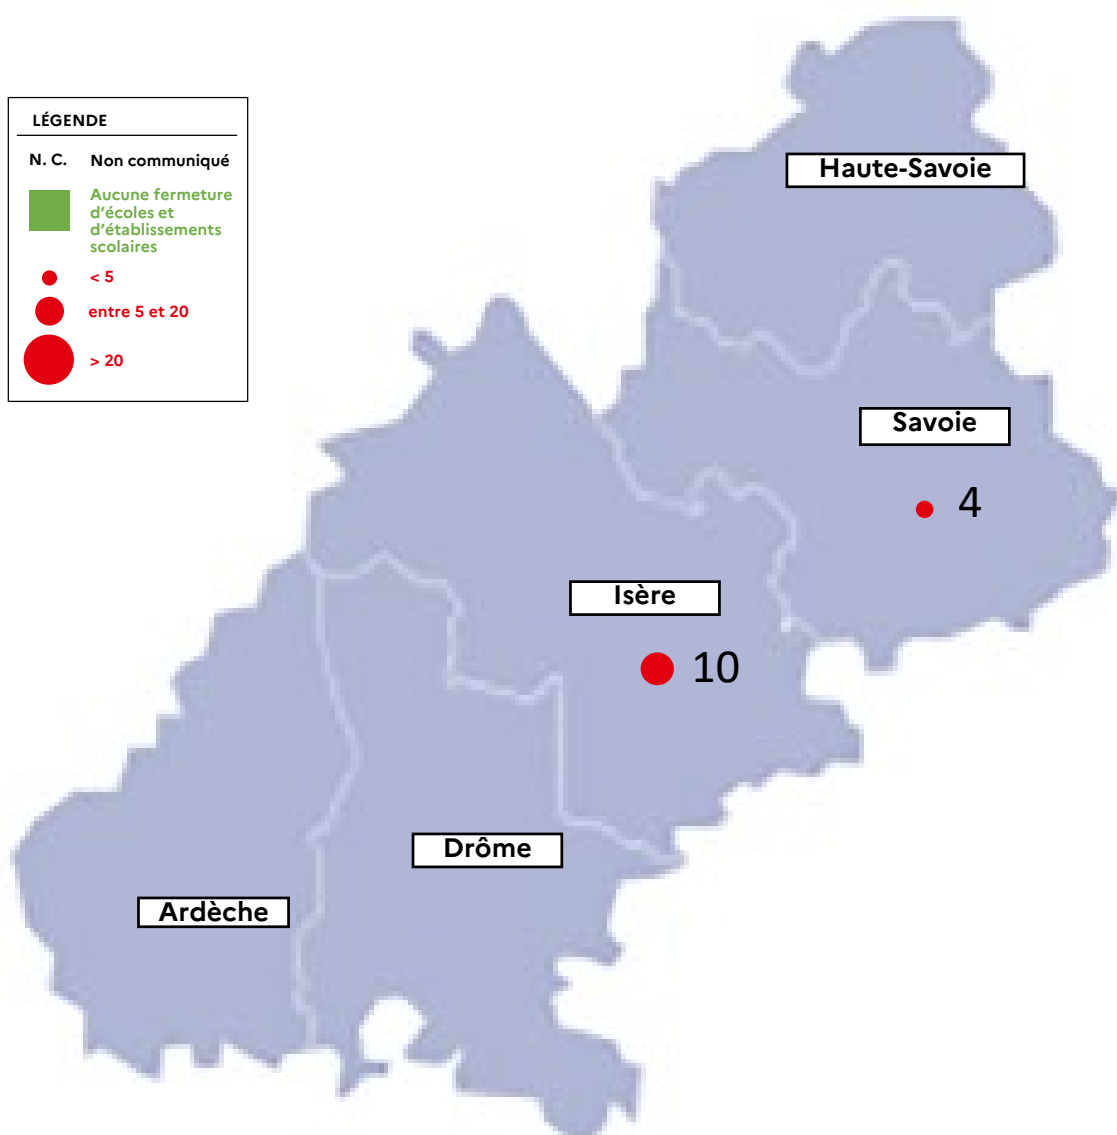 LÉGENDE
N. C. Non communiqué
Aucune fermeture
d'écoles et
d'établissements
scolaires
< 5
entre 5 et 20
> 20
Haute-Savoie
Savoie
4
Isère
10
Drôme
Ardèche